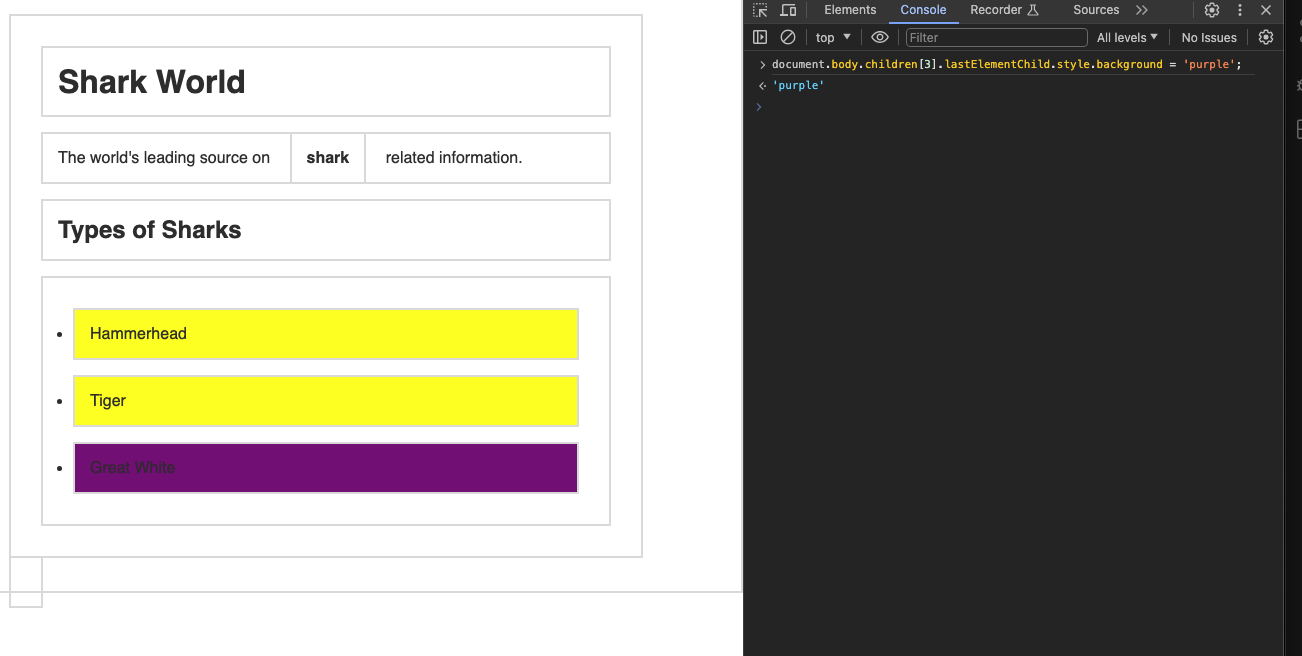 Shark World
The world's leading source on shark related information.
Types of Sharks
• Hammerhead
• Tiger
• Great White
Elements Console Recorder Sources
top Filter All levels No Issues
> document.body.children[3].lastElementChild.style.background = 'purple';
'purple'
>